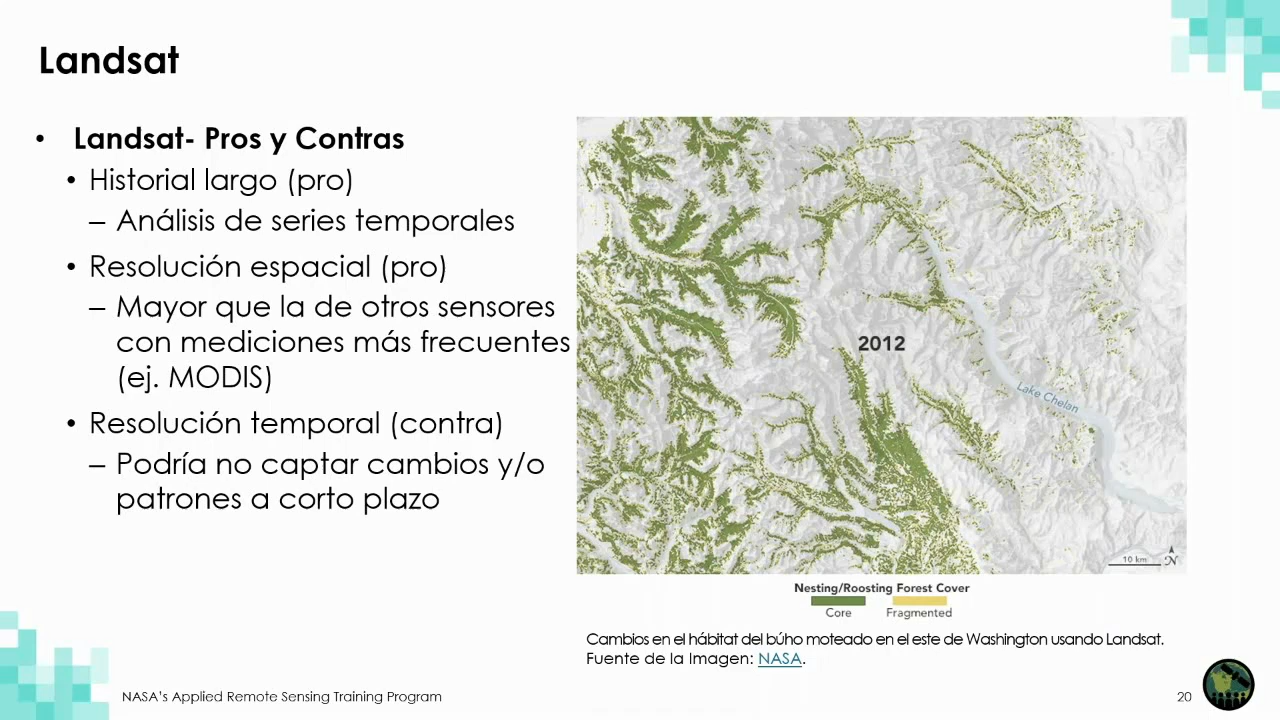 Landsat
• Landsat- Pros y Contras
• Historial largo (pro)
– Análisis de series temporales
• Resolución espacial (pro)
– Mayor que la de otros sensores
con mediciones más frecuentes
(ej. MODIS)
• Resolución temporal (contra)
– Podría no captar cambios y/o
patrones a corto plazo
2012
Lake Chelan
10 km
N
Nesting/Roosting Forest Cover
Core
Fragmented
Cambios en el hábitat del búho moteado en el este de Washington usando Landsat.
Fuente de la Imagen: NASA.
NASA's Applied Remote Sensing Training Program
20